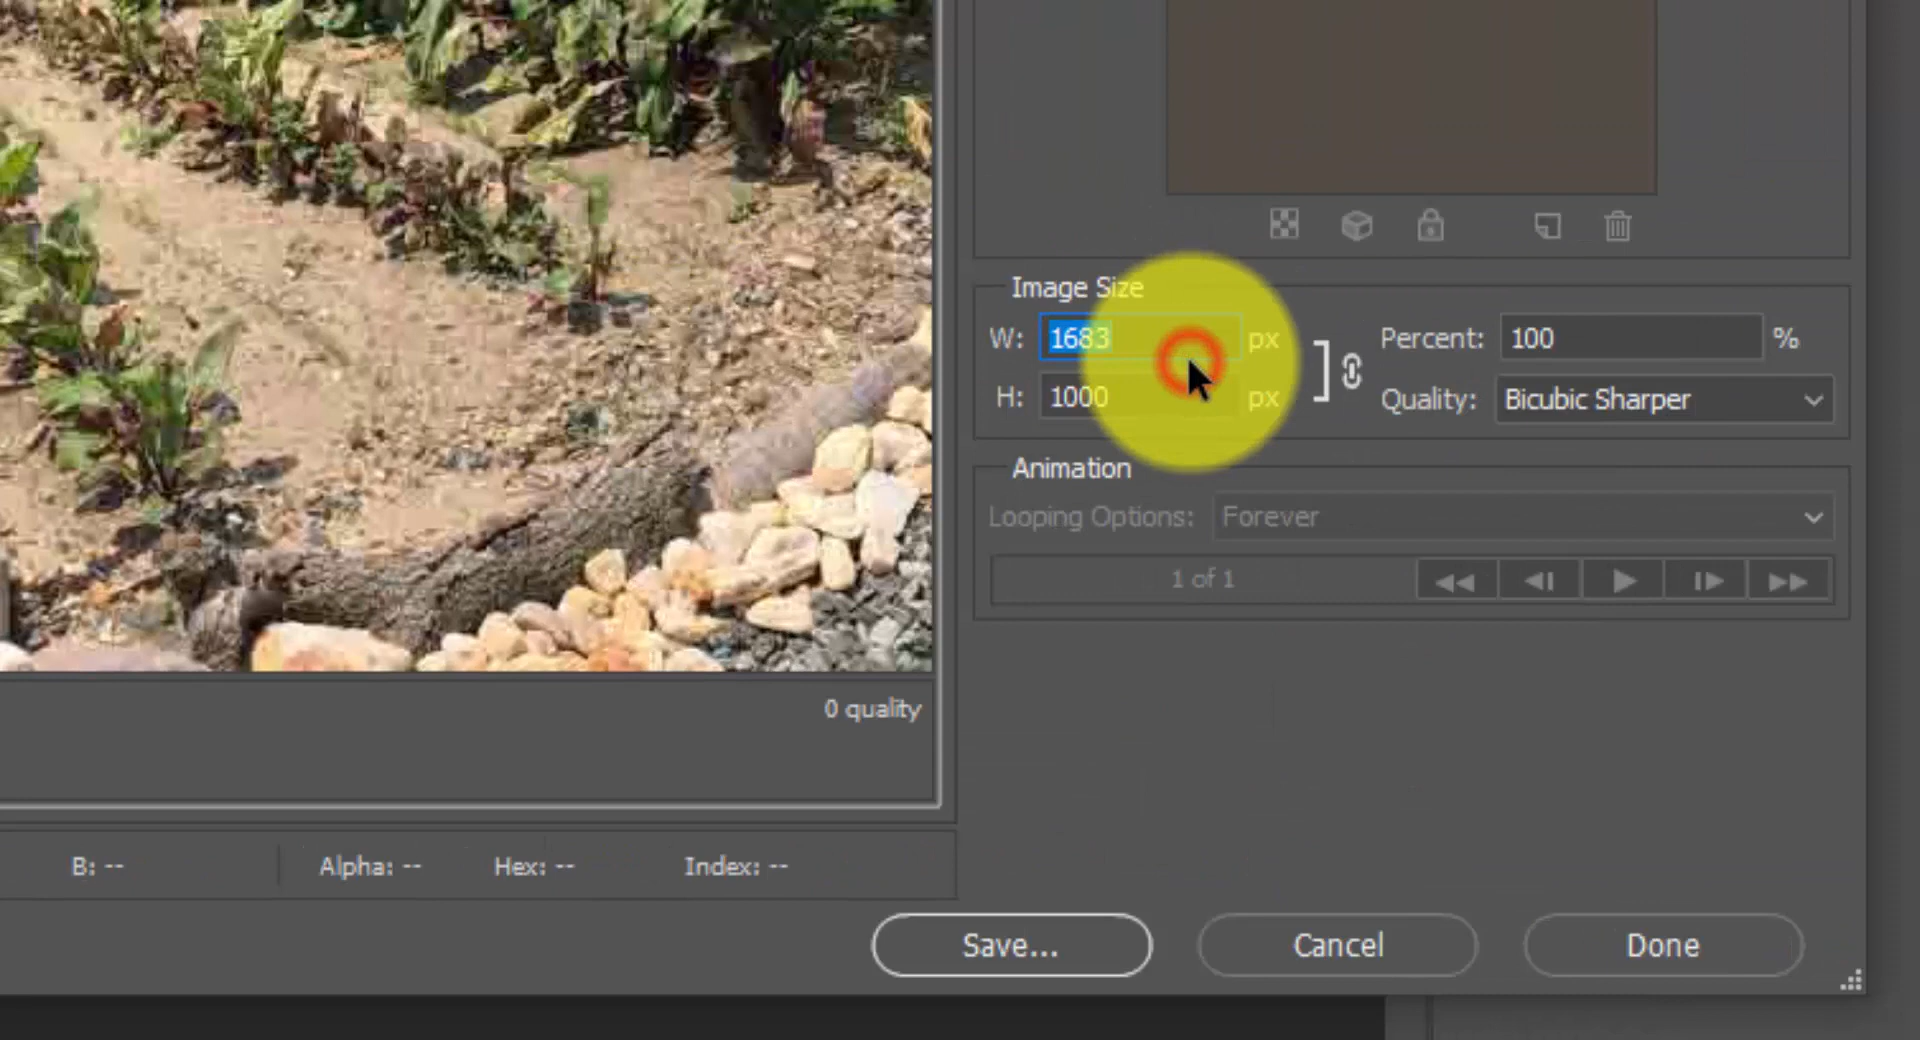 Image Size
W: 1683 px
Percent: 100 %
H: 1000 px
Quality: Bicubic Sharper
Animation
Looping Options: Forever
1 of 1
0 quality
B: --
Alpha: --
Hex: --
Index: --
Save...
Cancel
Done